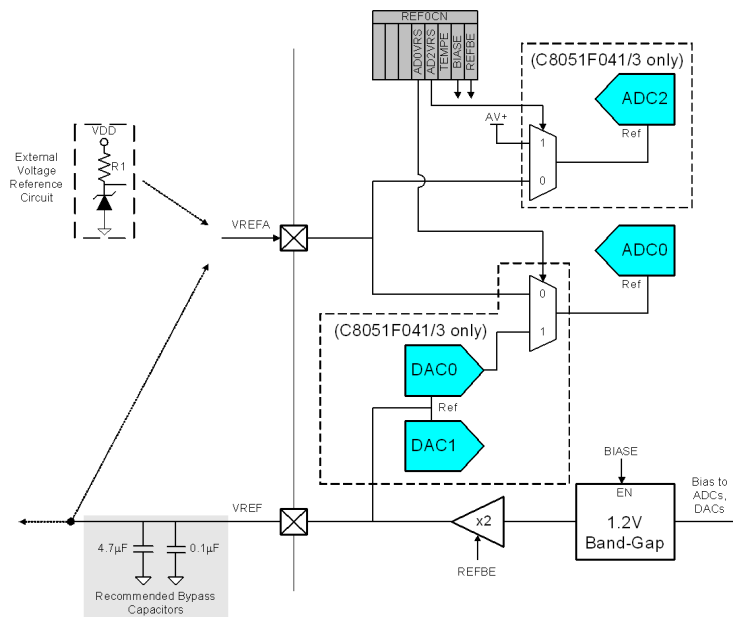 REF0CN
AD0VRS
AD2VRS
TEMPE
BIASE
REFBE
(C8051F041/3 only)
ADC2
Ref
AV+
1
0
VDD
R1
External
Voltage
Reference
Circuit
VREFA
ADC0
Ref
0
1
(C8051F041/3 only)
DAC0
Ref
DAC1
BIASE
EN
1.2V
Band-Gap
Bias to
ADCs,
DACs
VREF
x2
REFBE
4.7μF
0.1μF
Recommended Bypass
Capacitors